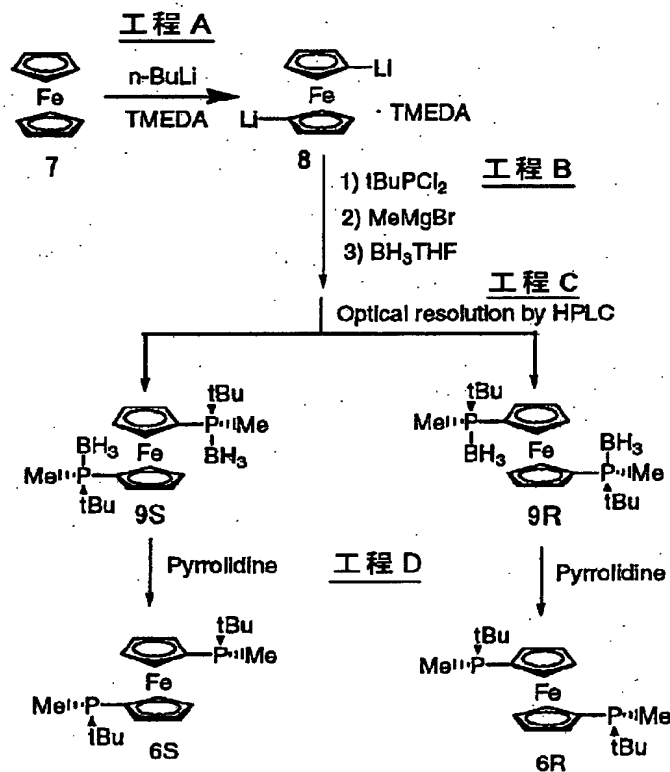 工程 A
Fe
7
n-BuLi
TMEDA
Li
Fe
Li
8
· TMEDA
1) tBuPCl₂
2) MeMgBr
3) BH₃THF
工程 B
工程 C
Optical resolution by HPLC
tBu
P Me
BH₃
Fe
BH₃
Me P
tBu
9S
tBu
Me P
BH₃
Fe
BH₃
P Me
tBu
9R
Pyrrolidine
工程 D
Pyrrolidine
tBu
P Me
Fe
Me P
tBu
6S
tBu
Me P
Fe
P Me
tBu
6R